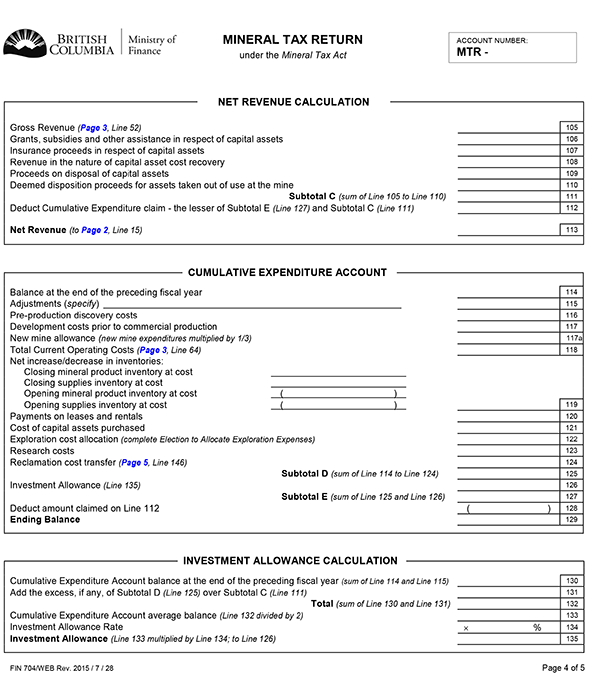 BRITISH COLUMBIA
Ministry of Finance
MINERAL TAX RETURN
under the Mineral Tax Act
ACCOUNT NUMBER:
MTR -
NET REVENUE CALCULATION
Gross Revenue (Page 3, Line 52) 105
Grants, subsidies and other assistance in respect of capital assets 106
Insurance proceeds in respect of capital assets 107
Revenue in the nature of capital asset cost recovery 108
Proceeds on disposal of capital assets 109
Deemed disposition proceeds for assets taken out of use at the mine 110
Subtotal C (sum of Line 105 to Line 110) 111
Deduct Cumulative Expenditure claim - the lesser of Subtotal E (Line 127) and Subtotal C (Line 111) 112
Net Revenue (to Page 2, Line 15) 113
CUMULATIVE EXPENDITURE ACCOUNT
Balance at the end of the preceding fiscal year 114
Adjustments (specify) 115
Pre-production discovery costs 116
Development costs prior to commercial production 117
New mine allowance (new mine expenditures multiplied by 1/3) 117a
Total Current Operating Costs (Page 3, Line 64) 118
Net increase/decrease in inventories:
Closing mineral product inventory at cost
Closing supplies inventory at cost
Opening mineral product inventory at cost ( )
Opening supplies inventory at cost ( ) 119
Payments on leases and rentals 120
Cost of capital assets purchased 121
Exploration cost allocation (complete Election to Allocate Exploration Expenses) 122
Research costs 123
Reclamation cost transfer (Page 5, Line 146) 124
Subtotal D (sum of Line 114 to Line 124) 125
Investment Allowance (Line 135) 126
Subtotal E (sum of Line 125 and Line 126) 127
Deduct amount claimed on Line 112 ( ) 128
Ending Balance 129
INVESTMENT ALLOWANCE CALCULATION
Cumulative Expenditure Account balance at the end of the preceding fiscal year (sum of Line 114 and Line 115) 130
Add the excess, if any, of Subtotal D (Line 125) over Subtotal C (Line 111) 131
Total (sum of Line 130 and Line 131) 132
Cumulative Expenditure Account average balance (Line 132 divided by 2) 133
Investment Allowance Rate × % 134
Investment Allowance (Line 133 multiplied by Line 134; to Line 126) 135
FIN 704/WEB Rev. 2015 / 7 / 28
Page 4 of 5